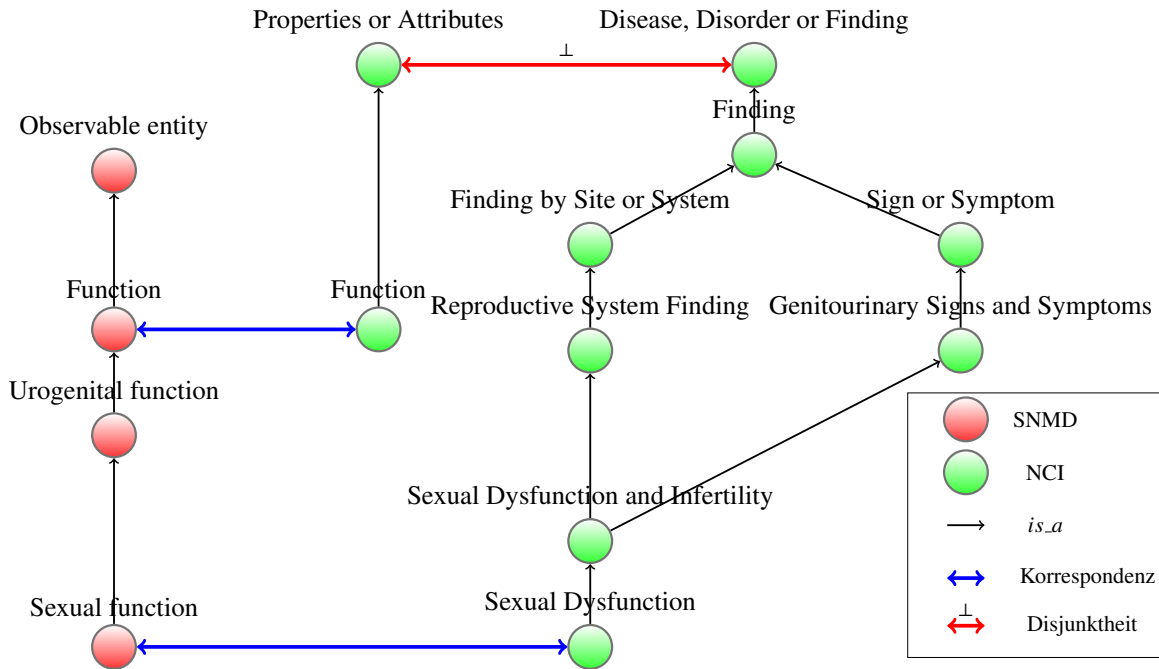 Properties or Attributes
Disease, Disorder or Finding
⊥
Finding
Observable entity
Finding by Site or System
Sign or Symptom
Function
Function
Reproductive System Finding
Genitourinary Signs and Symptoms
Urogenital function
SNMD
NCI
Sexual Dysfunction and Infertility
is_a
Korrespondenz
Sexual function
Sexual Dysfunction
⊥
Disjunktheit